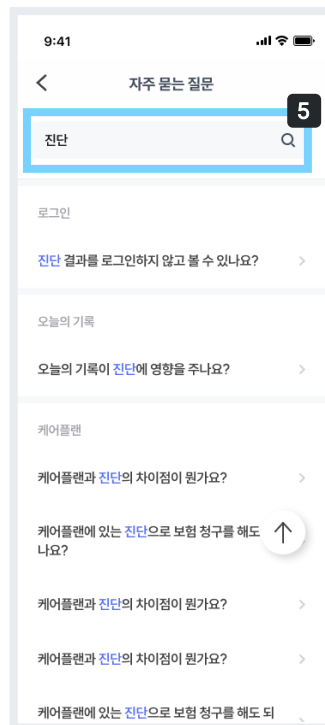 9:41
자주 묻는 질문
5
진단
로그인
진단 결과를 로그인하지 않고 볼 수 있나요?
오늘의 기록
오늘의 기록이 진단에 영향을 주나요?
케어플랜
케어플랜과 진단의 차이점이 뭔가요?
케어플랜에 있는 진단으로 보험 청구를 해도
나요?
케어플랜과 진단의 차이점이 뭔가요?
케어플랜과 진단의 차이점이 뭔가요?
케어플랜에 있는 진단으로 보험 청구를 해도 되